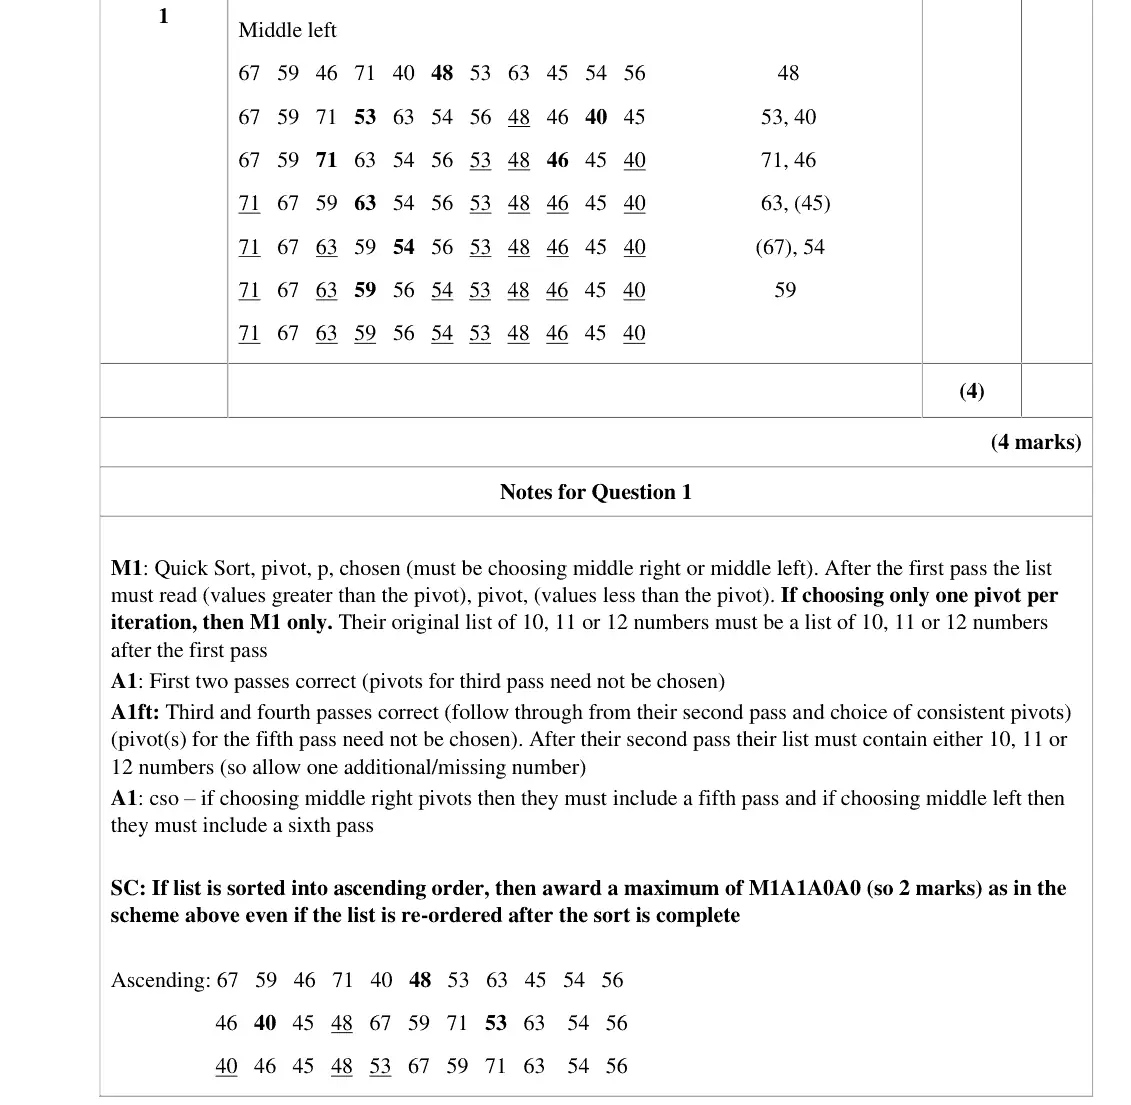 1
Middle left
67 59 46 71 40 48 53 63 45 54 56 48
67 59 71 53 63 54 56 48 46 40 45 53, 40
67 59 71 63 54 56 53 48 46 45 40 71, 46
71 67 59 63 54 56 53 48 46 45 40 63, (45)
71 67 63 59 54 56 53 48 46 45 40 (67), 54
71 67 63 59 56 54 53 48 46 45 40 59
71 67 63 59 56 54 53 48 46 45 40
(4)
(4 marks)
Notes for Question 1
M1: Quick Sort, pivot, p, chosen (must be choosing middle right or middle left). After the first pass the list
must read (values greater than the pivot), pivot, (values less than the pivot). If choosing only one pivot per
iteration, then M1 only. Their original list of 10, 11 or 12 numbers must be a list of 10, 11 or 12 numbers
after the first pass
A1: First two passes correct (pivots for third pass need not be chosen)
A1ft: Third and fourth passes correct (follow through from their second pass and choice of consistent pivots)
(pivot(s) for the fifth pass need not be chosen). After their second pass their list must contain either 10, 11 or
12 numbers (so allow one additional/missing number)
A1: cso – if choosing middle right pivots then they must include a fifth pass and if choosing middle left then
they must include a sixth pass
SC: If list is sorted into ascending order, then award a maximum of M1A1A0A0 (so 2 marks) as in the
scheme above even if the list is re-ordered after the sort is complete
Ascending: 67 59 46 71 40 48 53 63 45 54 56
46 40 45 48 67 59 71 53 63 54 56
40 46 45 48 53 67 59 71 63 54 56